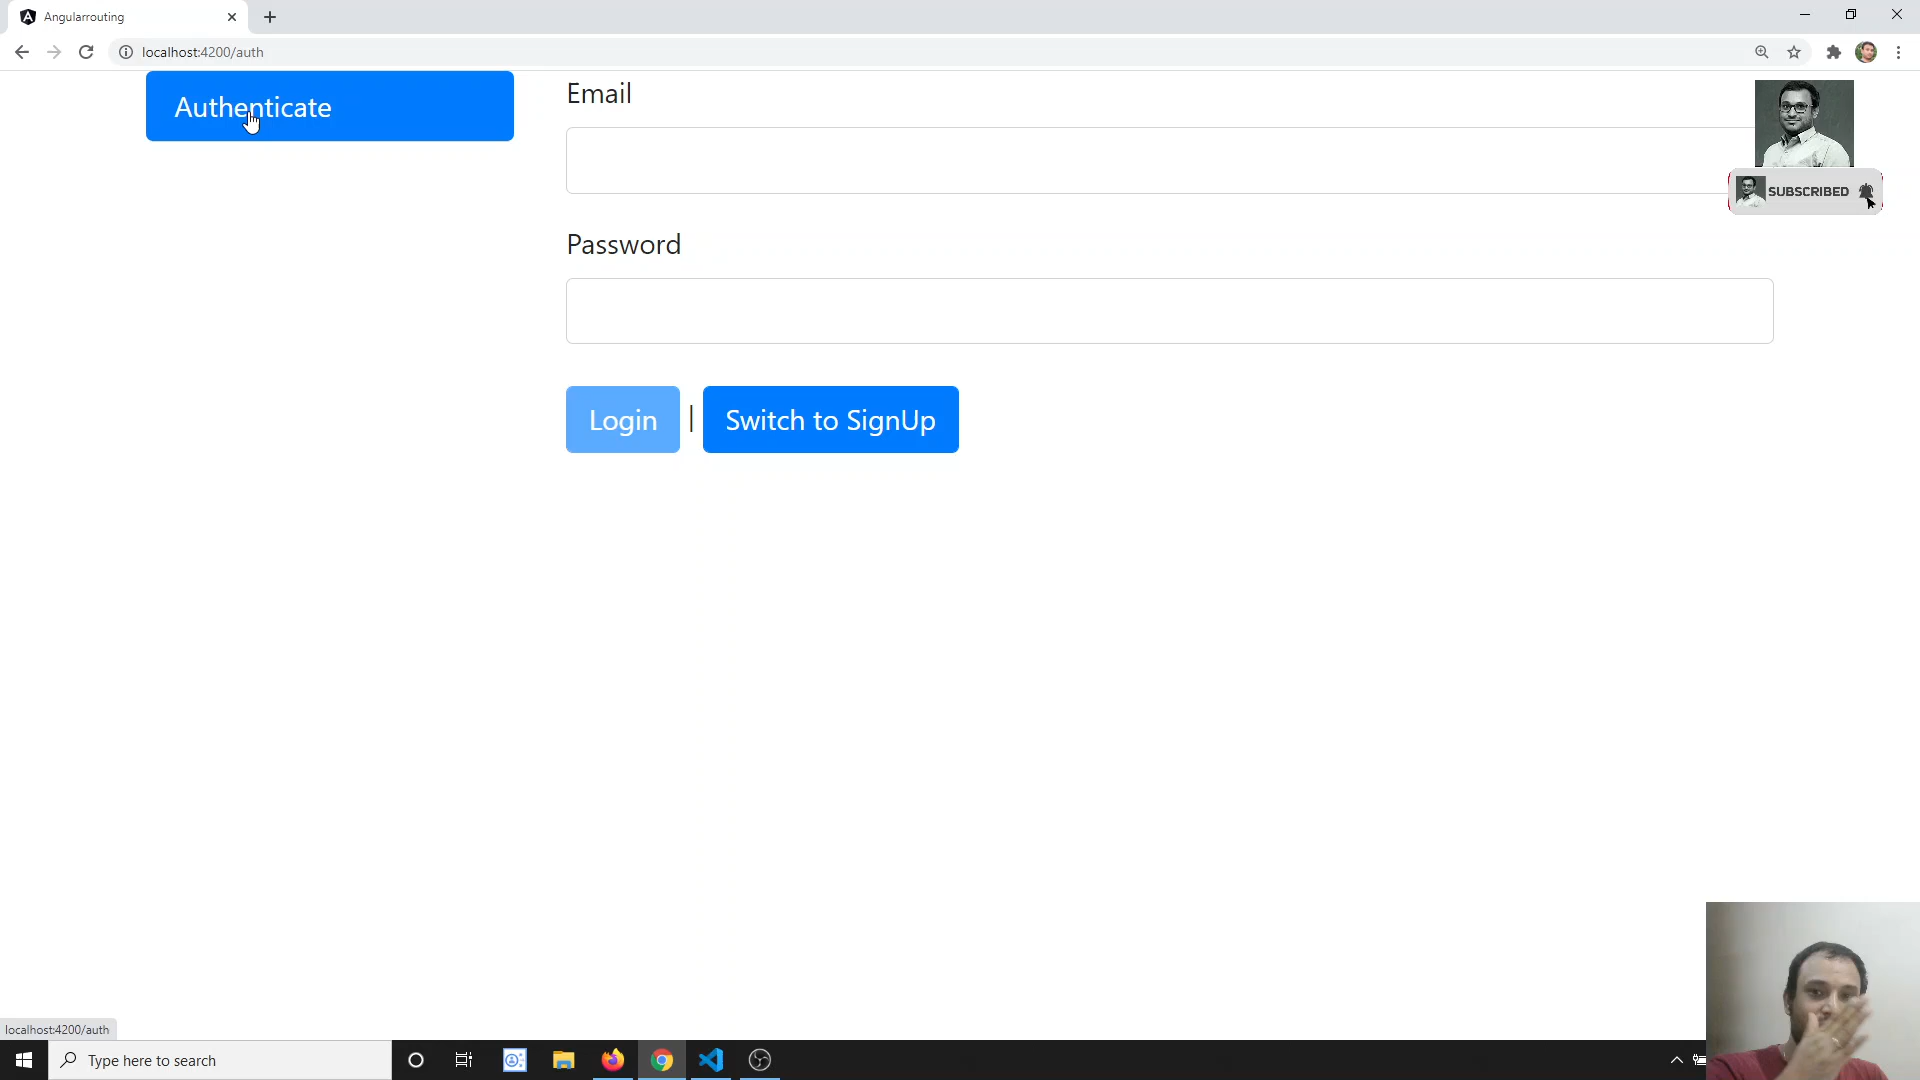 Angularrouting
localhost:4200/auth
Authenticate
Email
SUBSCRIBED
Password
Login | Switch to SignUp
localhost:4200/auth
Type here to search